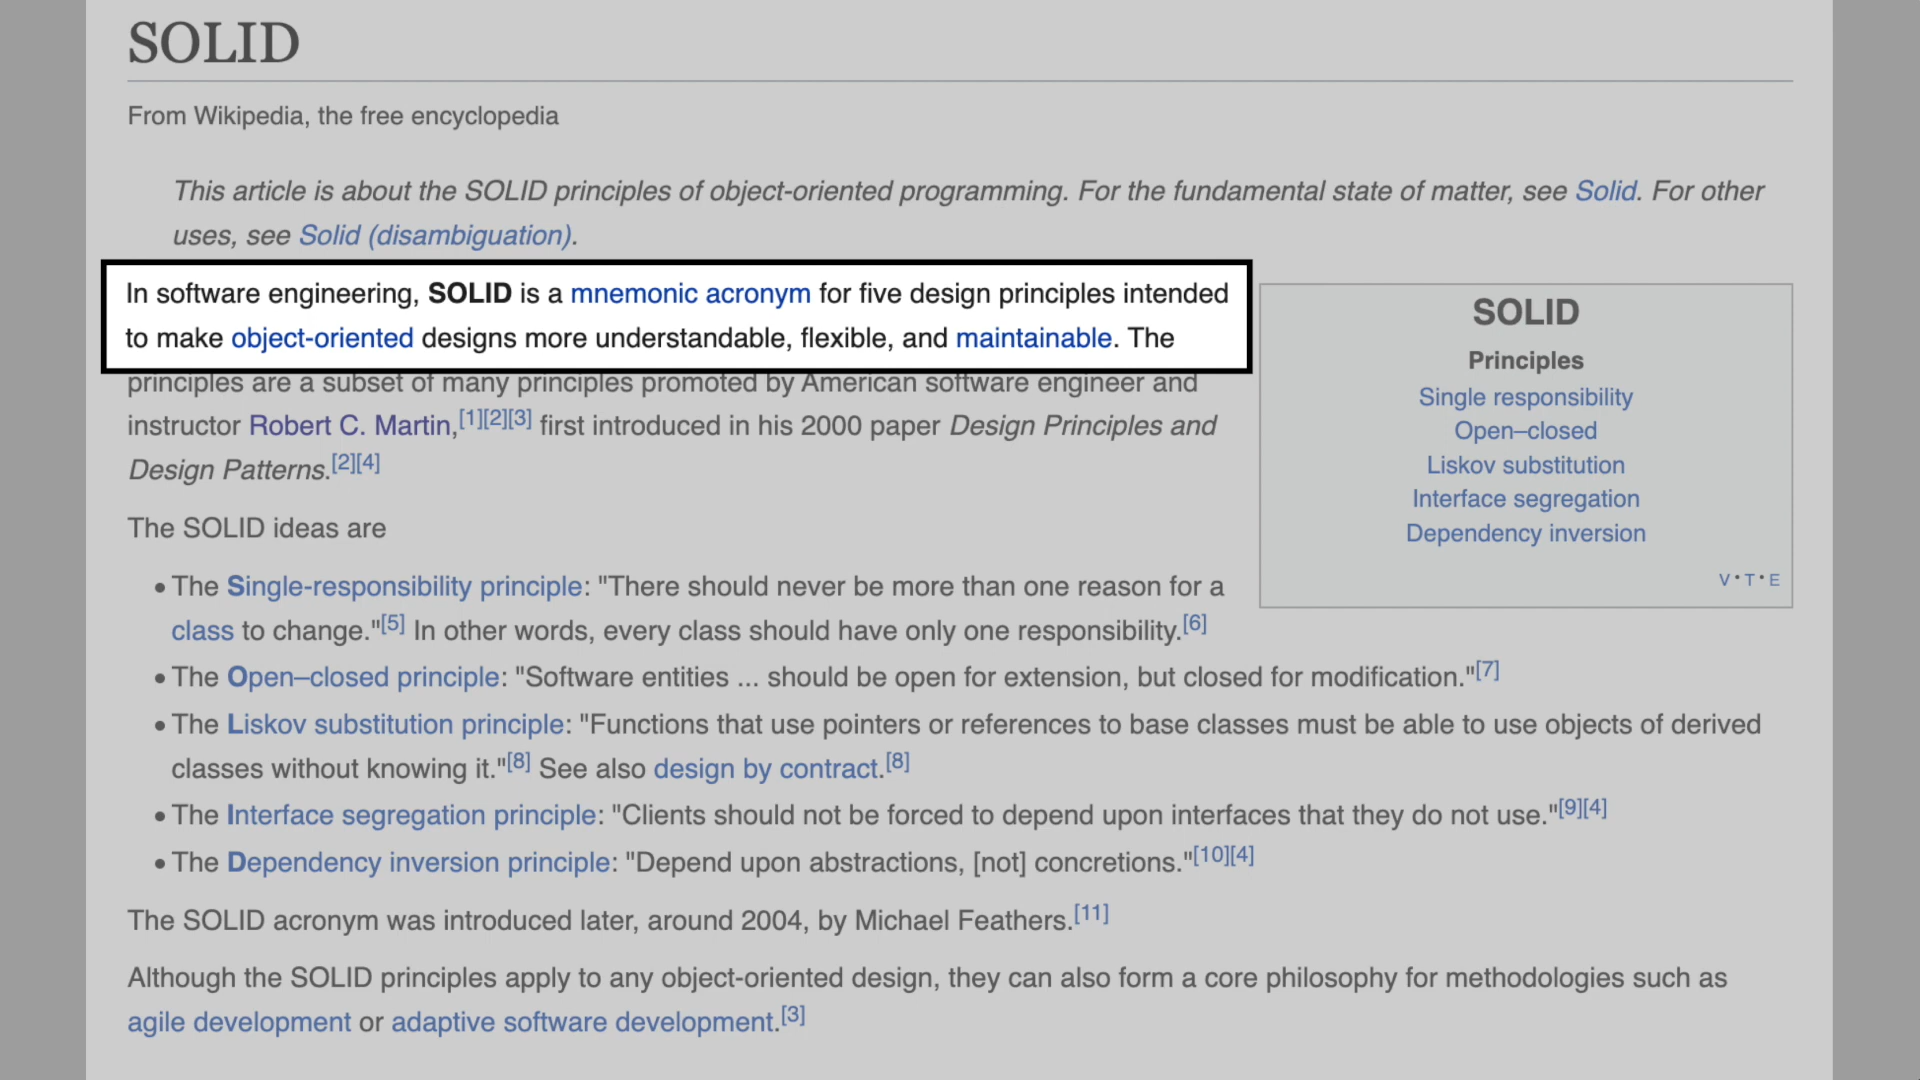 SOLID
From Wikipedia, the free encyclopedia
This article is about the SOLID principles of object-oriented programming. For the fundamental state of matter, see Solid. For other
uses, see Solid (disambiguation).
In software engineering, SOLID is a mnemonic acronym for five design principles intended
to make object-oriented designs more understandable, flexible, and maintainable. The
principles are a subset of many principles promoted by American software engineer and
instructor Robert C. Martin,[1][2][3] first introduced in his 2000 paper Design Principles and
Design Patterns.[2][4]
SOLID
Principles
Single responsibility
Open–closed
Liskov substitution
Interface segregation
Dependency inversion
V • T • E
The SOLID ideas are
• The Single-responsibility principle: "There should never be more than one reason for a
class to change."[5] In other words, every class should have only one responsibility.[6]
• The Open–closed principle: "Software entities ... should be open for extension, but closed for modification."[7]
• The Liskov substitution principle: "Functions that use pointers or references to base classes must be able to use objects of derived
classes without knowing it."[8] See also design by contract.[8]
• The Interface segregation principle: "Clients should not be forced to depend upon interfaces that they do not use."[9][4]
• The Dependency inversion principle: "Depend upon abstractions, [not] concretions."[10][4]
The SOLID acronym was introduced later, around 2004, by Michael Feathers.[11]
Although the SOLID principles apply to any object-oriented design, they can also form a core philosophy for methodologies such as
agile development or adaptive software development.[3]